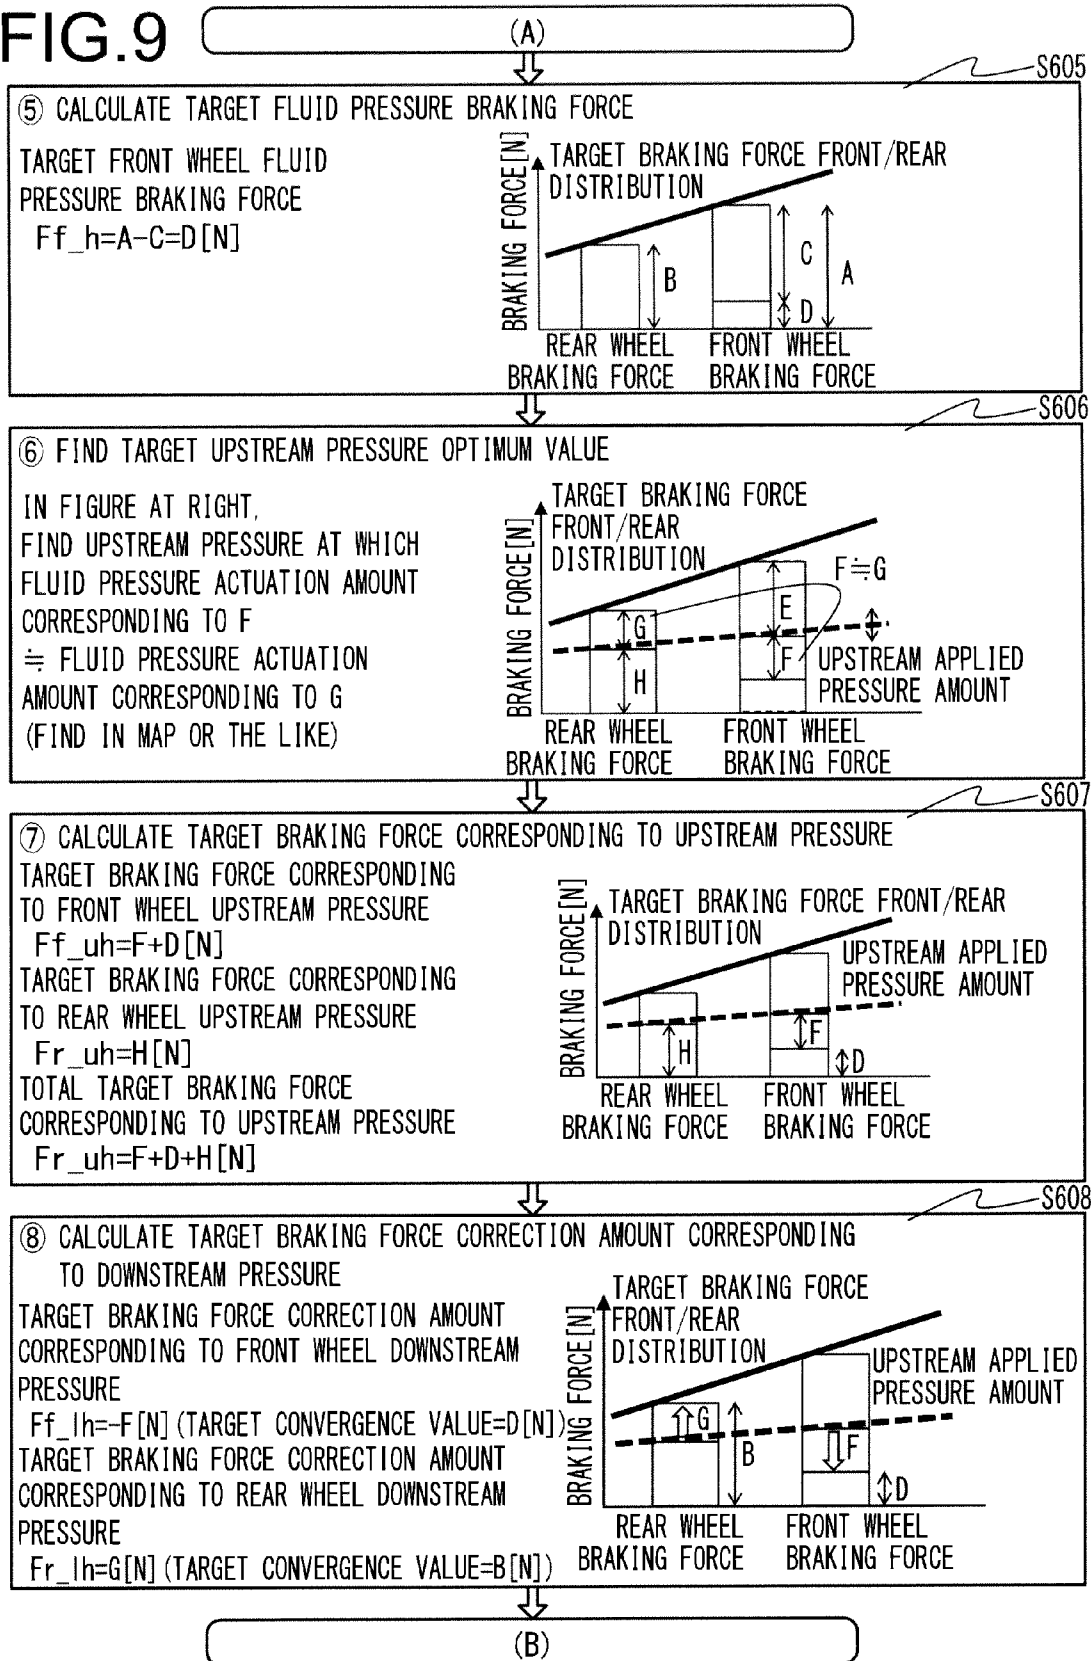 FIG.9
(A)
S605
⑤ CALCULATE TARGET FLUID PRESSURE BRAKING FORCE
TARGET FRONT WHEEL FLUID
PRESSURE BRAKING FORCE
Ff_h=A-C=D[N]
BRAKING FORCE[N]
TARGET BRAKING FORCE FRONT/REAR
DISTRIBUTION
B
C
A
D
REAR WHEEL
BRAKING FORCE
FRONT WHEEL
BRAKING FORCE
S606
⑥ FIND TARGET UPSTREAM PRESSURE OPTIMUM VALUE
IN FIGURE AT RIGHT,
FIND UPSTREAM PRESSURE AT WHICH
FLUID PRESSURE ACTUATION AMOUNT
CORRESPONDING TO F
≒ FLUID PRESSURE ACTUATION
AMOUNT CORRESPONDING TO G
(FIND IN MAP OR THE LIKE)
BRAKING FORCE[N]
TARGET BRAKING FORCE
FRONT/REAR
DISTRIBUTION
F≒G
G
E
H
F
UPSTREAM APPLIED
PRESSURE AMOUNT
REAR WHEEL
BRAKING FORCE
FRONT WHEEL
BRAKING FORCE
S607
⑦ CALCULATE TARGET BRAKING FORCE CORRESPONDING TO UPSTREAM PRESSURE
TARGET BRAKING FORCE CORRESPONDING
TO FRONT WHEEL UPSTREAM PRESSURE
Ff_uh=F+D[N]
TARGET BRAKING FORCE CORRESPONDING
TO REAR WHEEL UPSTREAM PRESSURE
Fr_uh=H[N]
TOTAL TARGET BRAKING FORCE
CORRESPONDING TO UPSTREAM PRESSURE
Fr_uh=F+D+H[N]
BRAKING FORCE[N]
TARGET BRAKING FORCE FRONT/REAR
DISTRIBUTION
UPSTREAM APPLIED
PRESSURE AMOUNT
H
F
D
REAR WHEEL
BRAKING FORCE
FRONT WHEEL
BRAKING FORCE
S608
⑧ CALCULATE TARGET BRAKING FORCE CORRECTION AMOUNT CORRESPONDING
TO DOWNSTREAM PRESSURE
TARGET BRAKING FORCE CORRECTION AMOUNT
CORRESPONDING TO FRONT WHEEL DOWNSTREAM
PRESSURE
Ff_lh=-F[N](TARGET CONVERGENCE VALUE=D[N])
TARGET BRAKING FORCE CORRECTION AMOUNT
CORRESPONDING TO REAR WHEEL DOWNSTREAM
PRESSURE
Fr_lh=G[N](TARGET CONVERGENCE VALUE=B[N])
BRAKING FORCE[N]
TARGET BRAKING FORCE
FRONT/REAR
DISTRIBUTION
UPSTREAM APPLIED
PRESSURE AMOUNT
G
B
F
D
REAR WHEEL
BRAKING FORCE
FRONT WHEEL
BRAKING FORCE
(B)